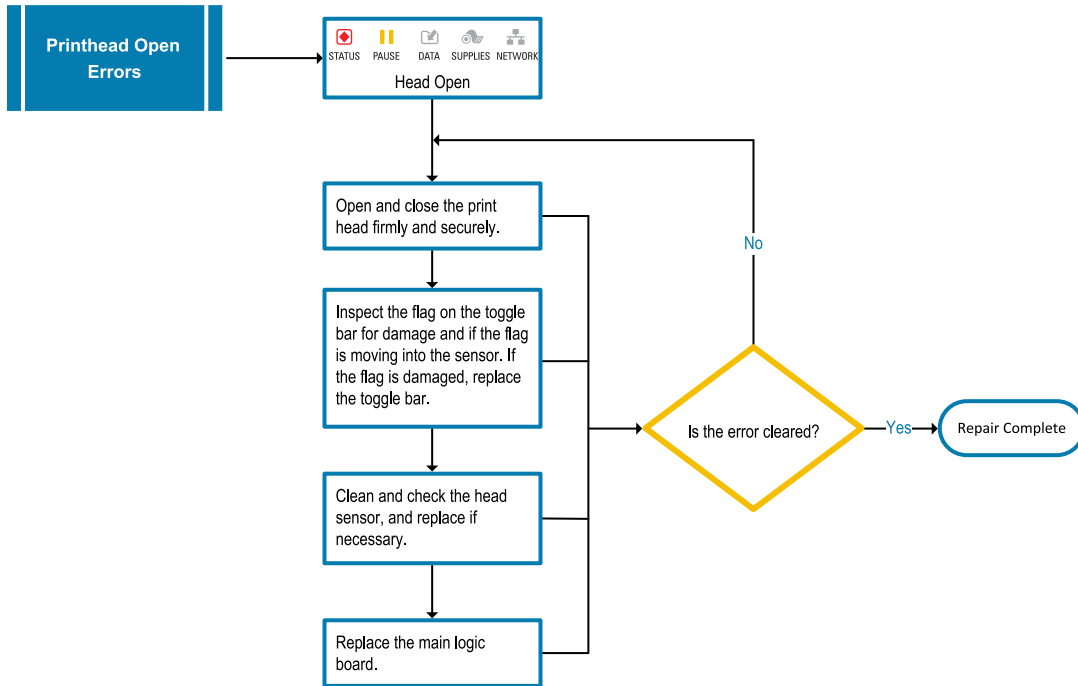 Printhead Open
Errors
STATUS PAUSE DATA SUPPLIES NETWORK
Head Open
Open and close the print
head firmly and securely.
No
Inspect the flag on the toggle
bar for damage and if the flag
is moving into the sensor. If
the flag is damaged, replace
the toggle bar.
Is the error cleared?
Yes
Repair Complete
Clean and check the head
sensor, and replace if
necessary.
Replace the main logic
board.